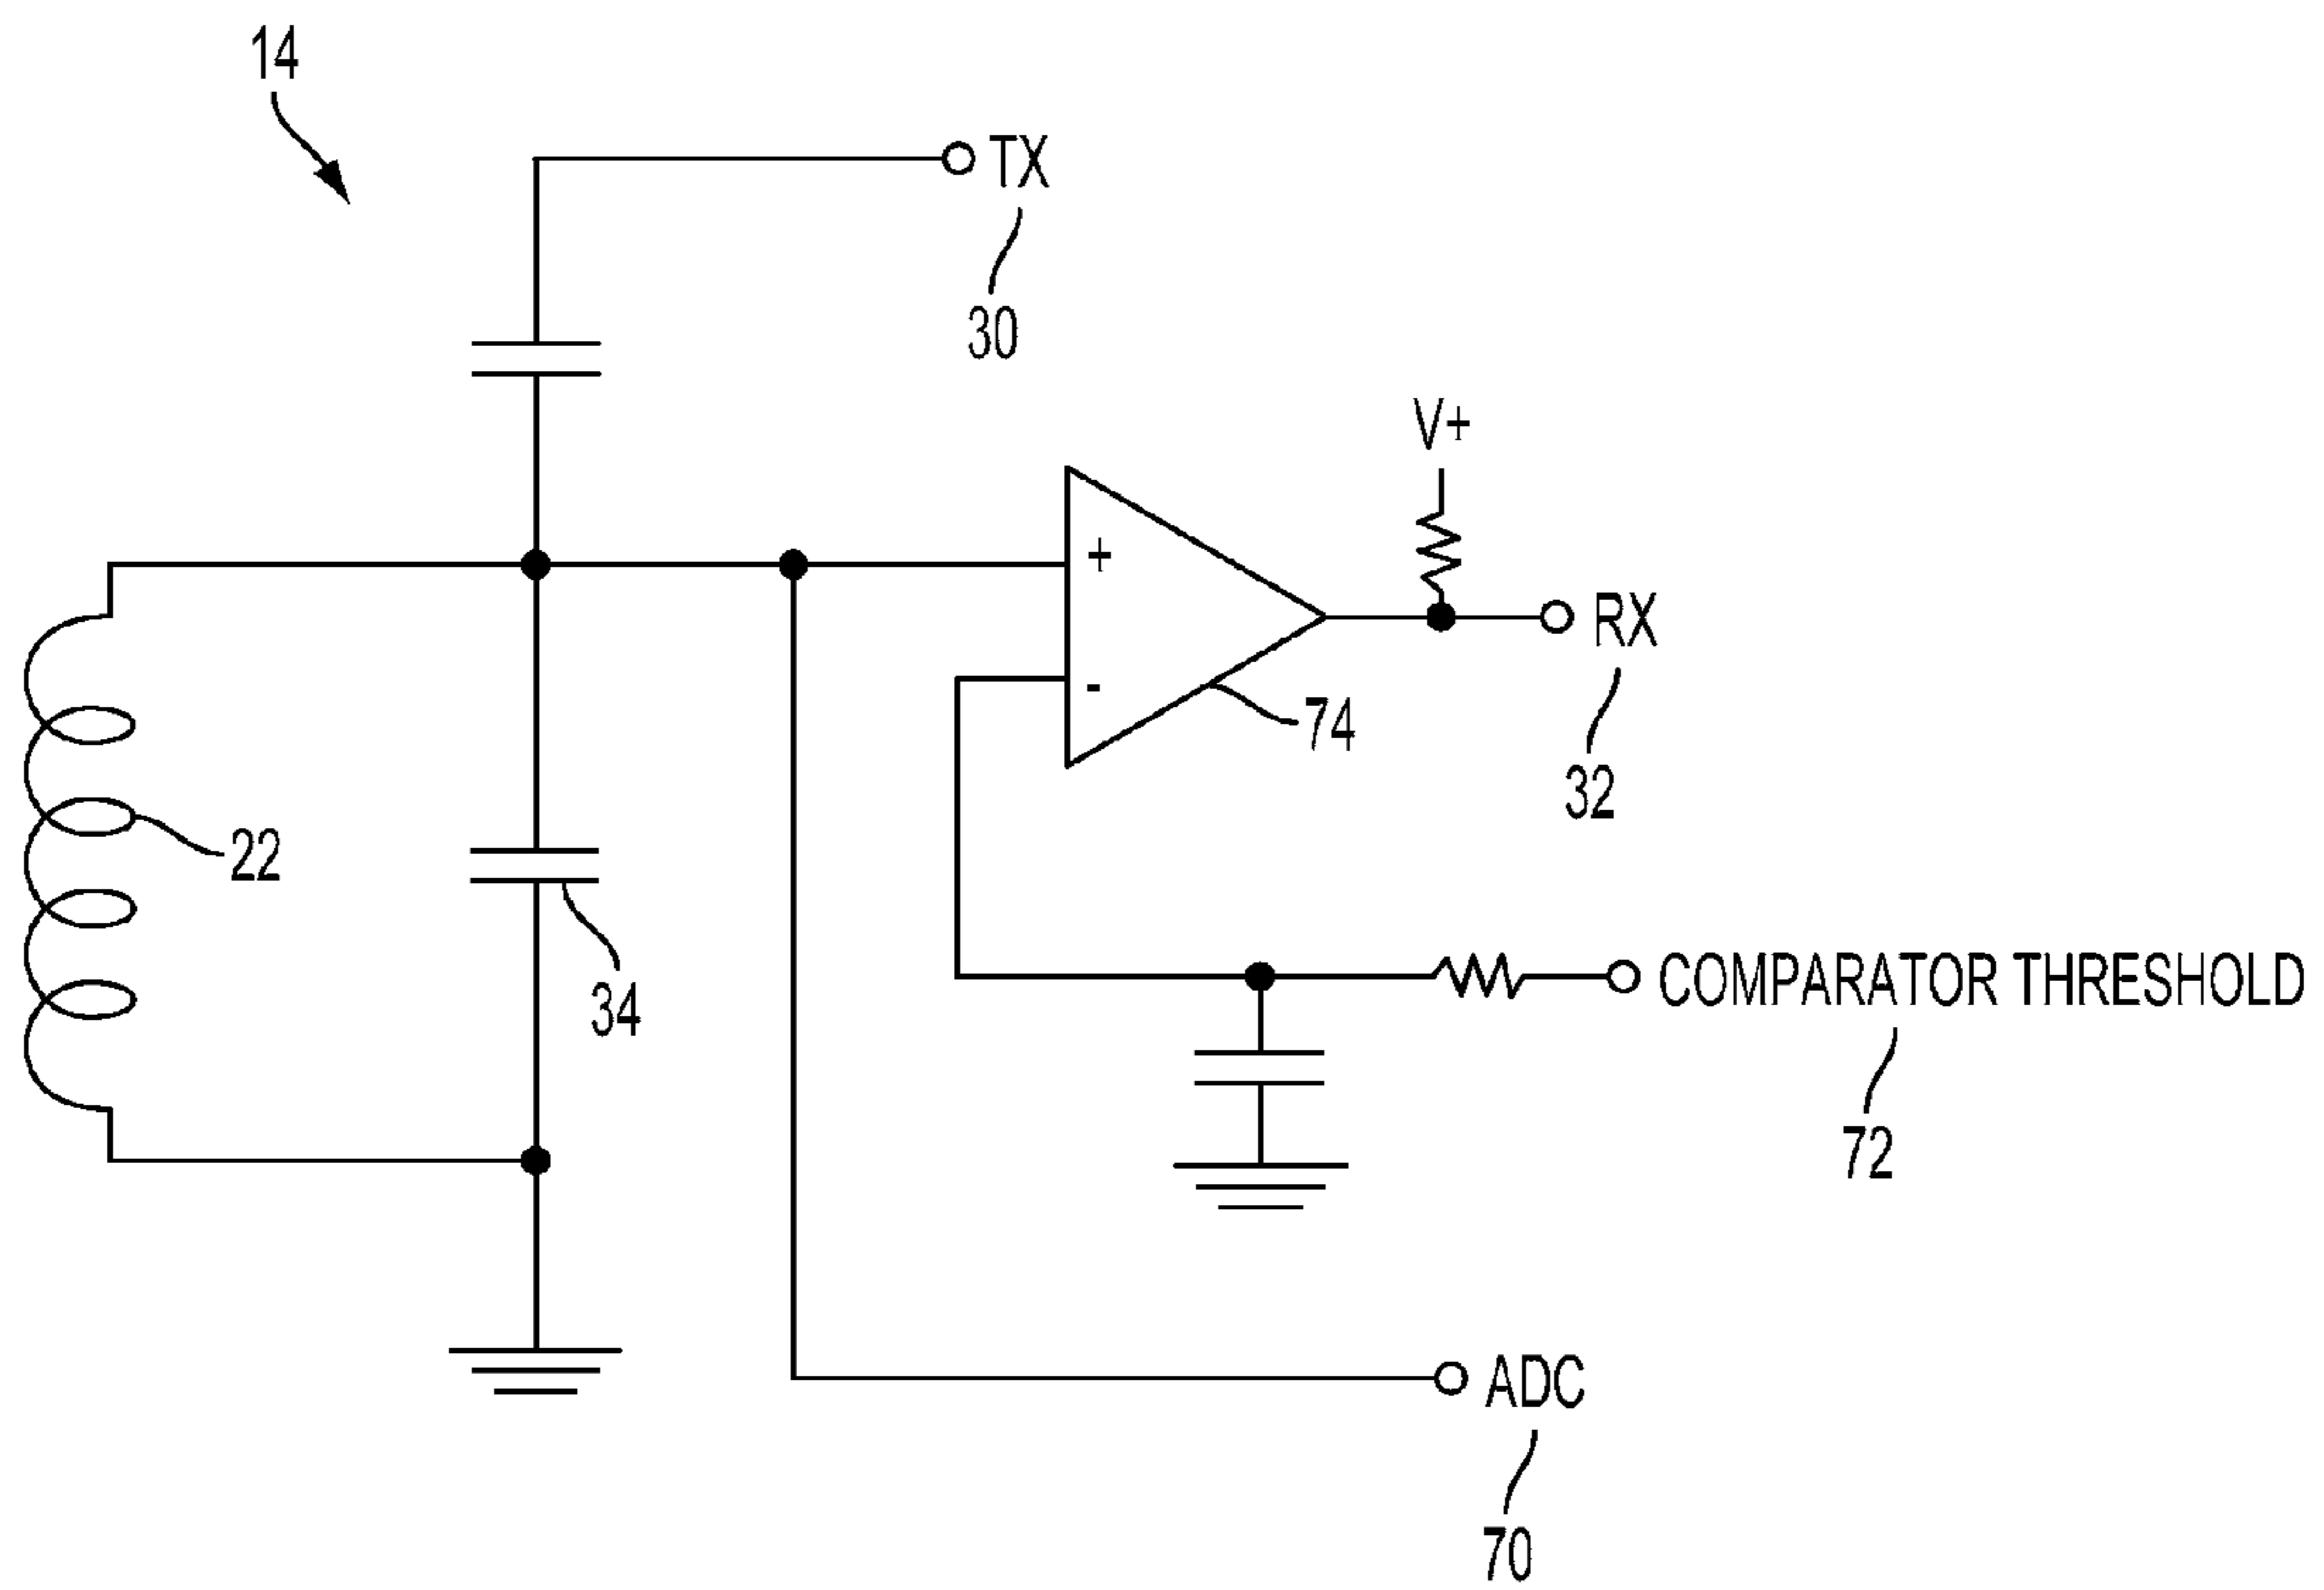 14
TX
30
V+
+
RX
-
74
32
22
34
COMPARATOR THRESHOLD
72
ADC
70